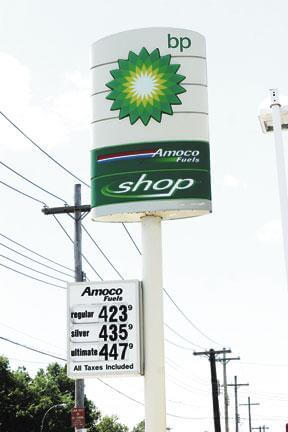 bp
Amoco
Fuels
shop
Amoco
Fuels
regular 423 9
silver 435 9
ultimate 447 9
All Taxes Included